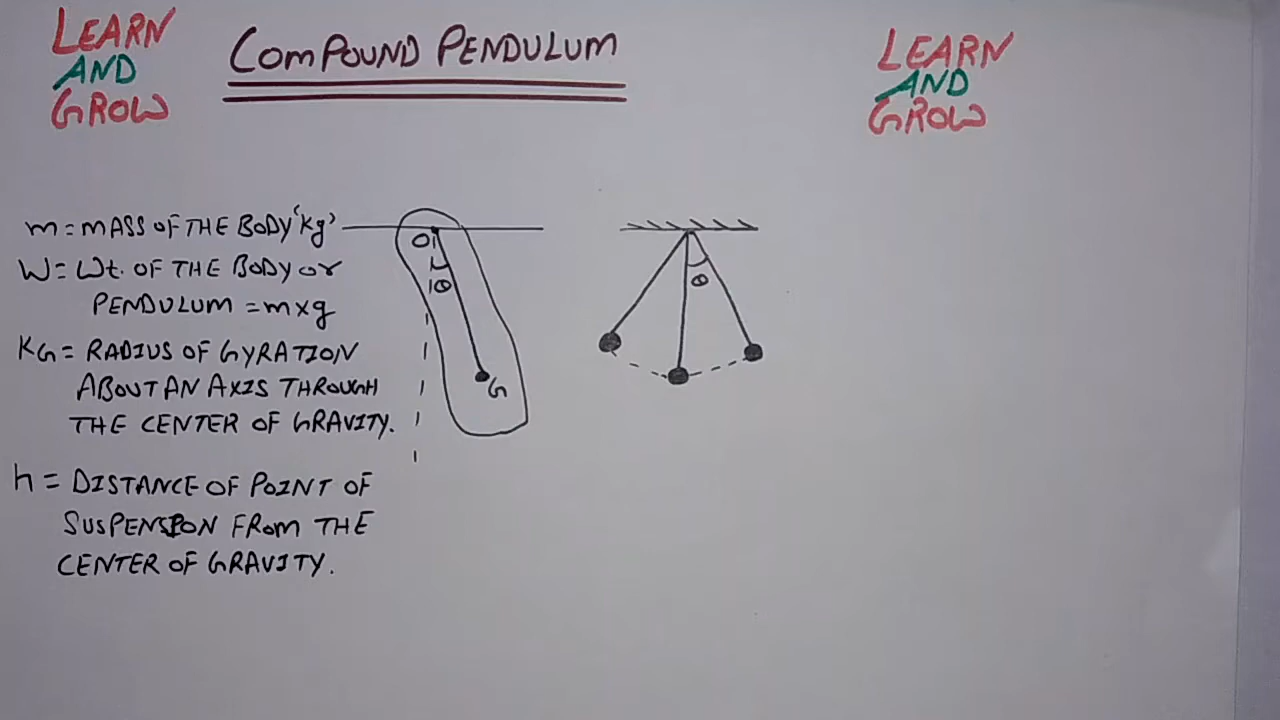 LEARN
AND
GROW
COMPOUND PENDULUM
LEARN
AND
GROW
m = MASS OF THE BODY 'Kg'
W = Wt. OF THE BODY or
PENDULUM = m x g
KG = RADIUS OF GYRATION
ABOUT AN AXIS THROUGH
THE CENTER OF GRAVITY.
h = DISTANCE OF POINT OF
SUSPENSION FROM THE
CENTER OF GRAVITY.
O
θ
G
θ